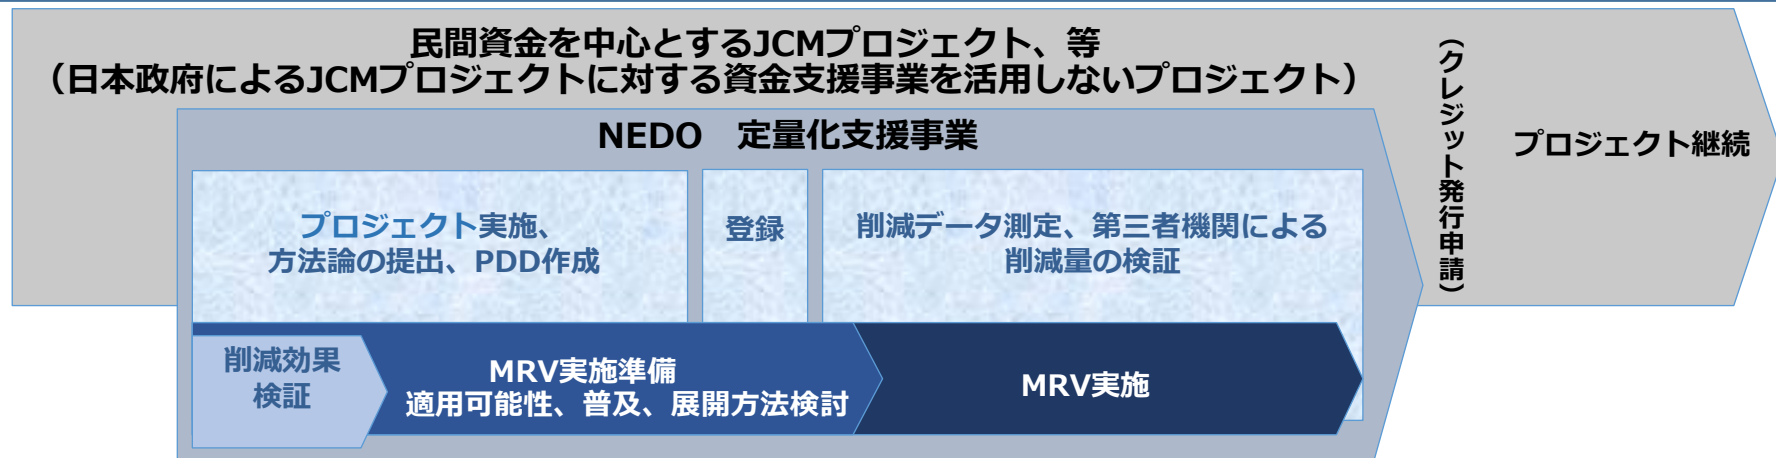 民間資金を中心とするJCMプロジェクト、等
（日本政府によるJCMプロジェクトに対する資金支援事業を活用しないプロジェクト）
（クレジット発行申請）
プロジェクト継続
NEDO　定量化支援事業
プロジェクト実施、
方法論の提出、PDD作成
登録
削減データ測定、第三者機関による
削減量の検証
削減効果
検証
MRV実施準備
適用可能性、普及、展開方法検討
MRV実施